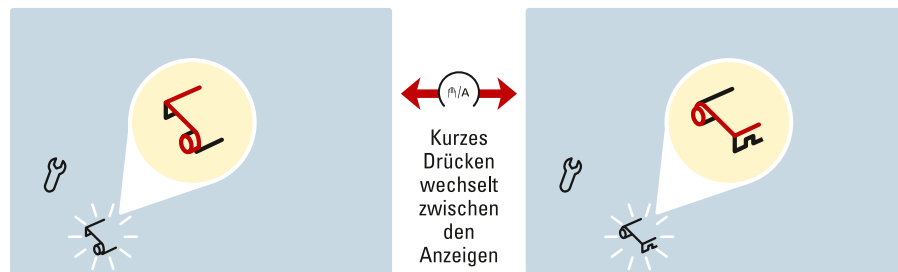 /A
Kurzes
Drücken
wechselt
zwischen
den
Anzeigen